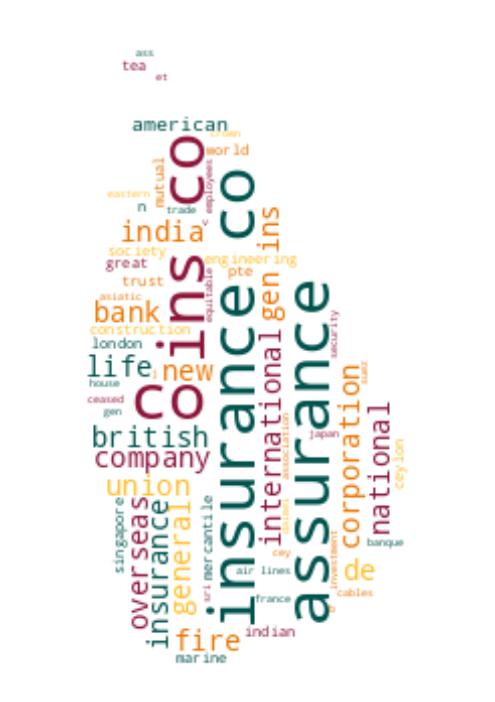 ass
tea
et
american
crown
ins co
world
mutual
employees
insurance co
eastern
n
trade
c
india
gen ins
society
engineering
great
pte
trust
equitable
asiatic
bank
construction
assurance
security
london
life
new
international
house
co
corporation
suez
ceased
gen
national
british
japan
association
company
ceylon
union
overseas
insurance
general
mercantile
singapore
daimei
banque
cey
air lines
de
investment
sri
france
cables
fire
indian
marine